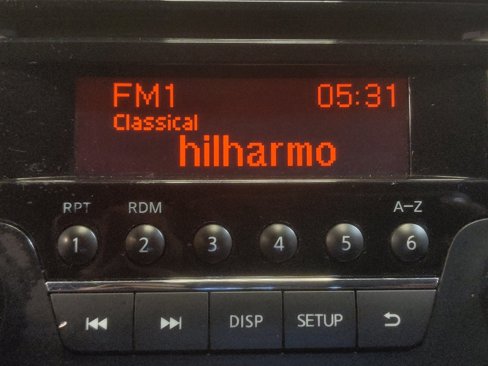 FM1 05:31
Classical
hilharmo
RPT RDM A-Z
1 2 3 4 5 6
DISP SETUP